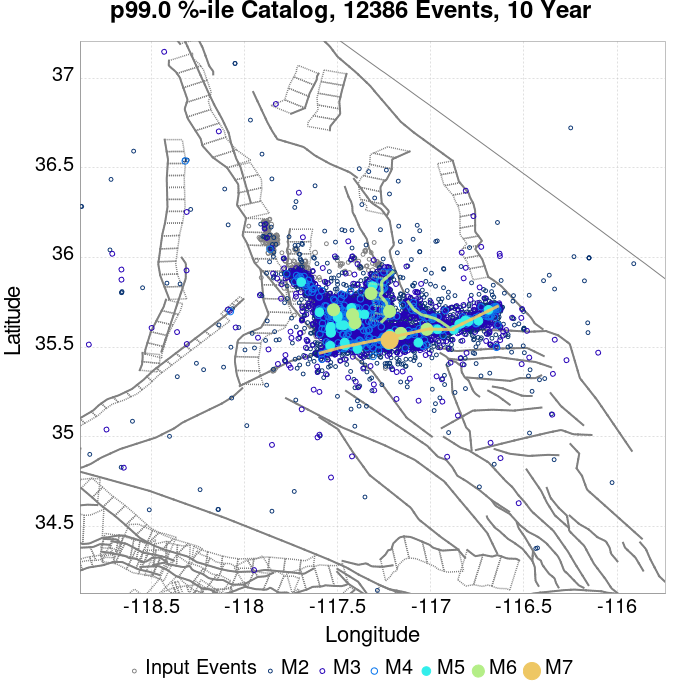 p99.0 %-ile Catalog, 12386 Events, 10 Year
37
36.5
36
35.5
35
34.5
Latitude
-118.5 -118 -117.5 -117 -116.5 -116
Longitude
Input Events M2 M3 M4 M5 M6 M7